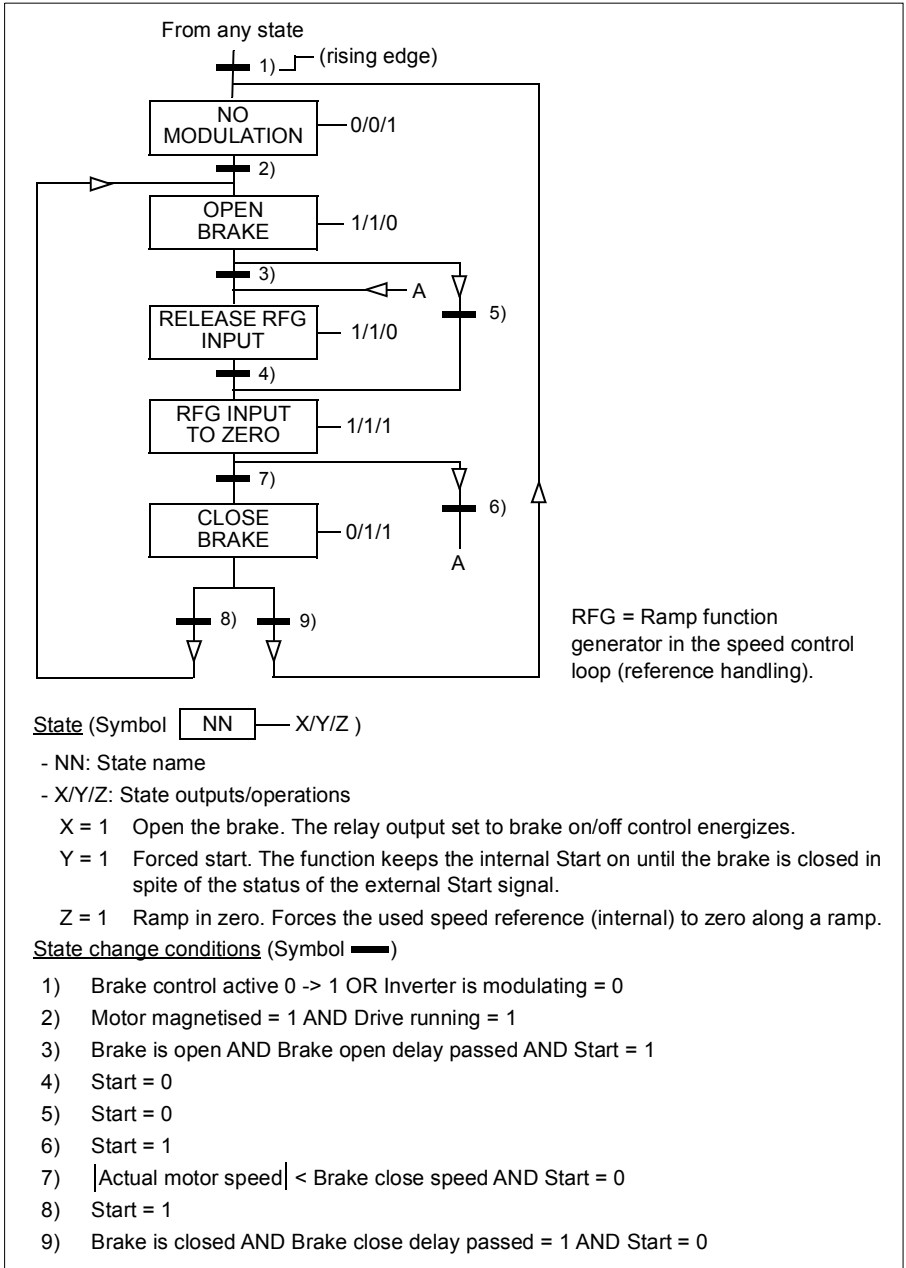 From any state
1) (rising edge)
NO
MODULATION
0/0/1
2)
OPEN
BRAKE
1/1/0
3)
A
5)
RELEASE RFG
INPUT
1/1/0
4)
RFG INPUT
TO ZERO
1/1/1
7)
6)
CLOSE
BRAKE
0/1/1
A
8) 9)
RFG = Ramp function
generator in the speed control
loop (reference handling).
State (Symbol NN X/Y/Z )
- NN: State name
- X/Y/Z: State outputs/operations
X = 1 Open the brake. The relay output set to brake on/off control energizes.
Y = 1 Forced start. The function keeps the internal Start on until the brake is closed in
spite of the status of the external Start signal.
Z = 1 Ramp in zero. Forces the used speed reference (internal) to zero along a ramp.
State change conditions (Symbol )
1) Brake control active 0 -> 1 OR Inverter is modulating = 0
2) Motor magnetised = 1 AND Drive running = 1
3) Brake is open AND Brake open delay passed AND Start = 1
4) Start = 0
5) Start = 0
6) Start = 1
7) |Actual motor speed| < Brake close speed AND Start = 0
8) Start = 1
9) Brake is closed AND Brake close delay passed = 1 AND Start = 0